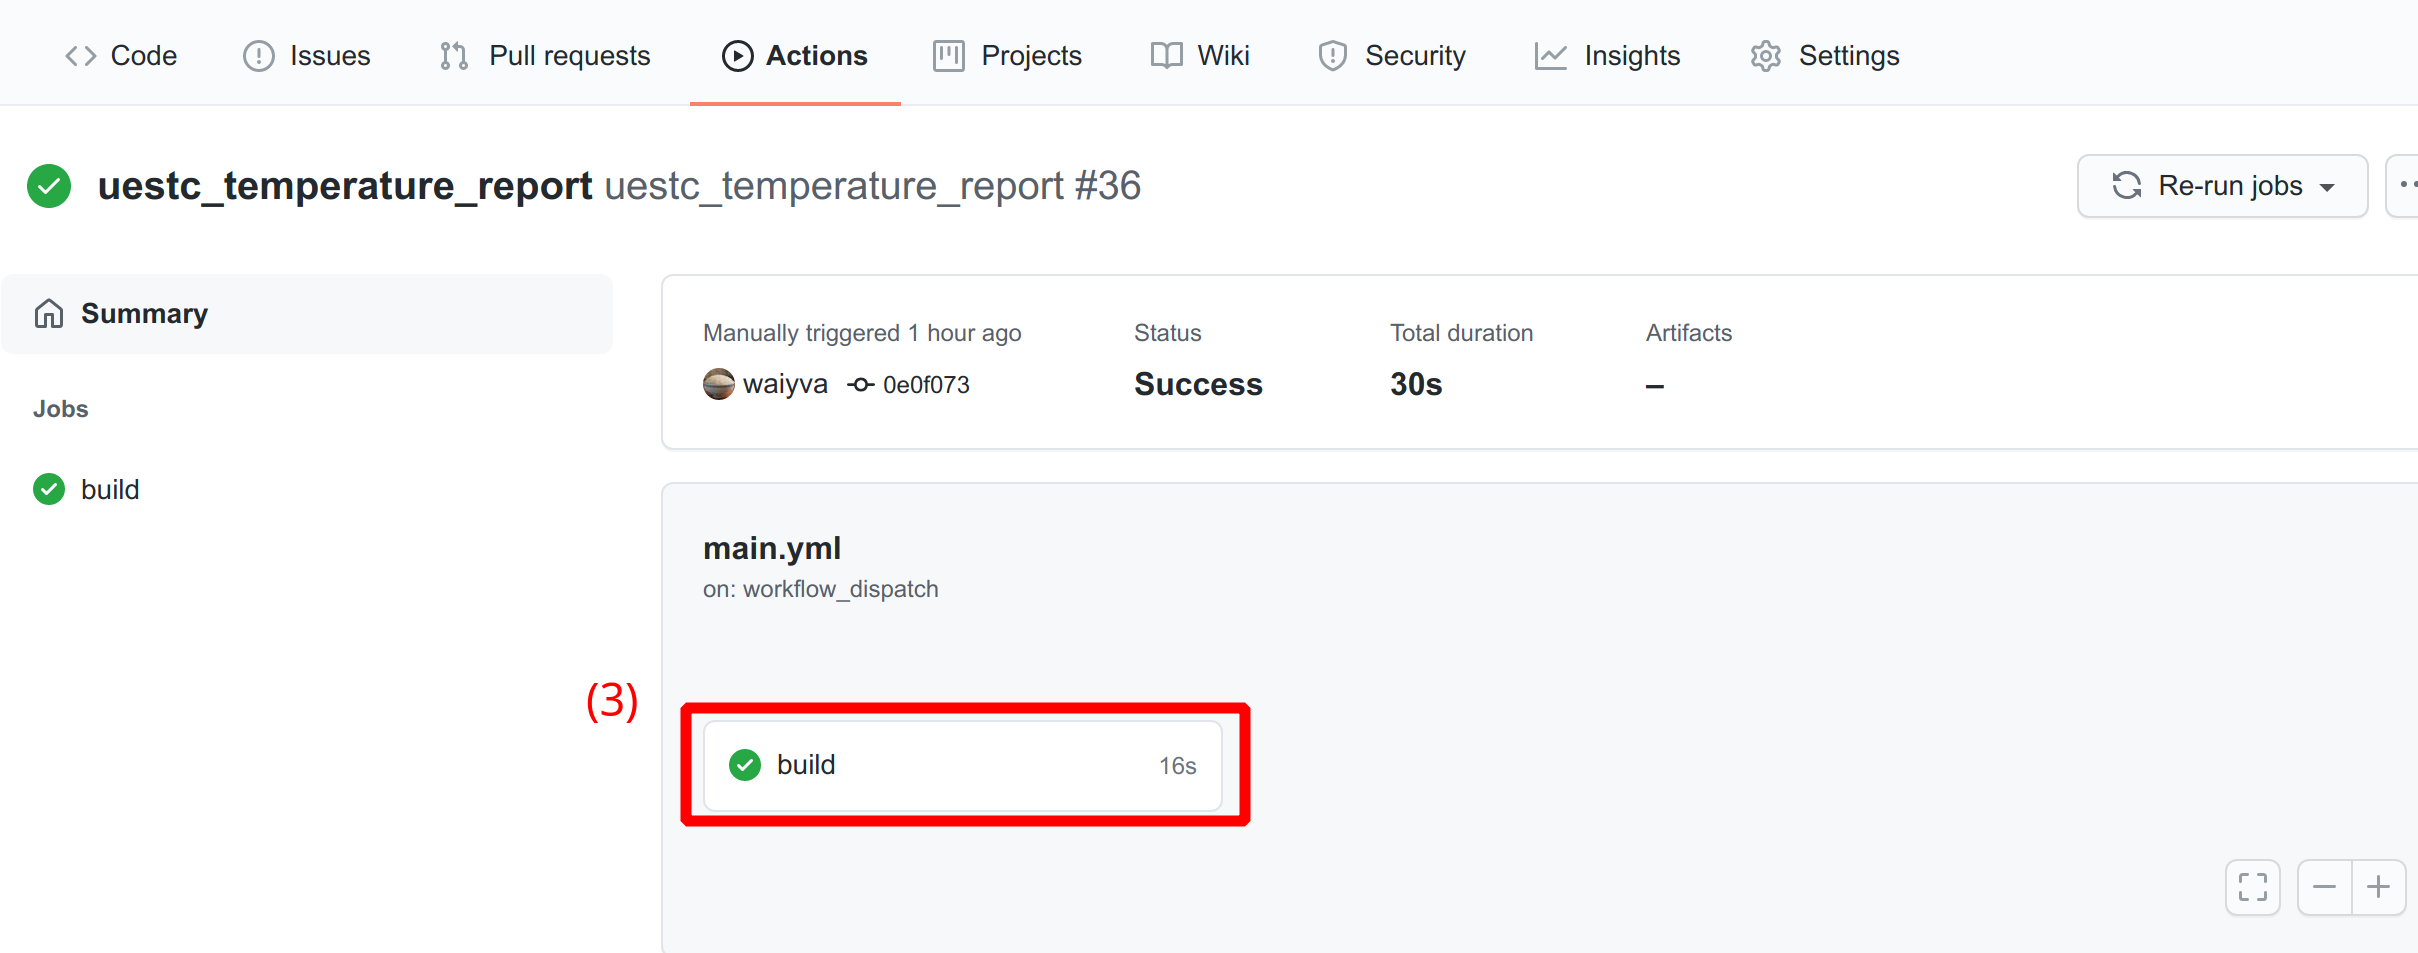 Code Issues Pull requests Actions Projects Wiki Security Insights Settings
uestc_temperature_report uestc_temperature_report #36
Re-run jobs
Summary
Jobs
build
Manually triggered 1 hour ago
waiyva 0e0f073
Status
Success
Total duration
30s
Artifacts
–
main.yml
on: workflow_dispatch
(3)
build 16s